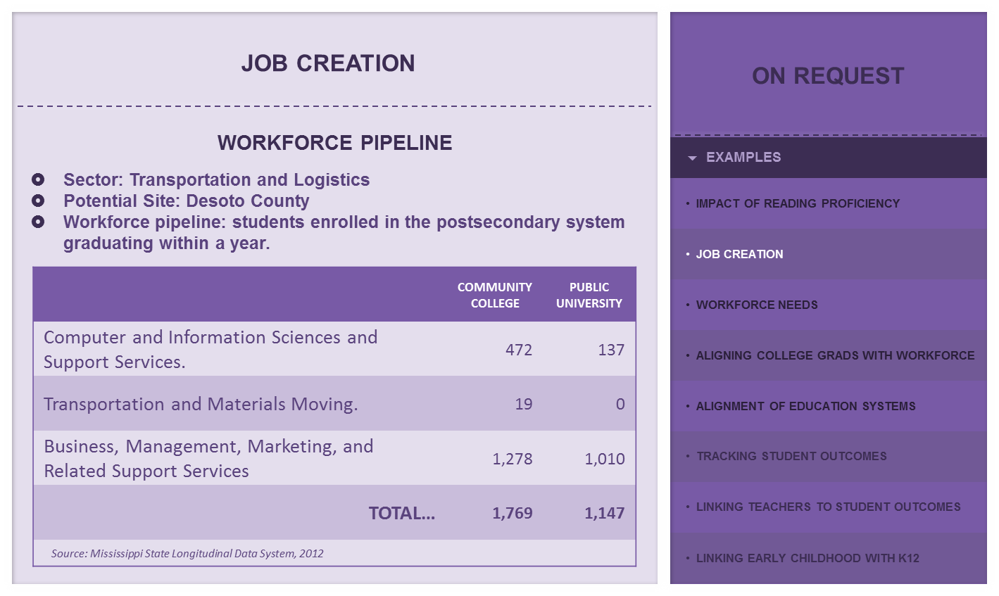 JOB CREATION
WORKFORCE PIPELINE
Sector: Transportation and Logistics
Potential Site: Desoto County
Workforce pipeline: students enrolled in the postsecondary system
graduating within a year.
COMMUNITY COLLEGE PUBLIC UNIVERSITY
Computer and Information Sciences and
Support Services. 472 137
Transportation and Materials Moving. 19 0
Business, Management, Marketing, and
Related Support Services 1,278 1,010
TOTAL... 1,769 1,147
Source: Mississippi State Longitudinal Data System, 2012
ON REQUEST
EXAMPLES
• IMPACT OF READING PROFICIENCY
• JOB CREATION
• WORKFORCE NEEDS
• ALIGNING COLLEGE GRADS WITH WORKFORCE
• ALIGNMENT OF EDUCATION SYSTEMS
• TRACKING STUDENT OUTCOMES
• LINKING TEACHERS TO STUDENT OUTCOMES
• LINKING EARLY CHILDHOOD WITH K12